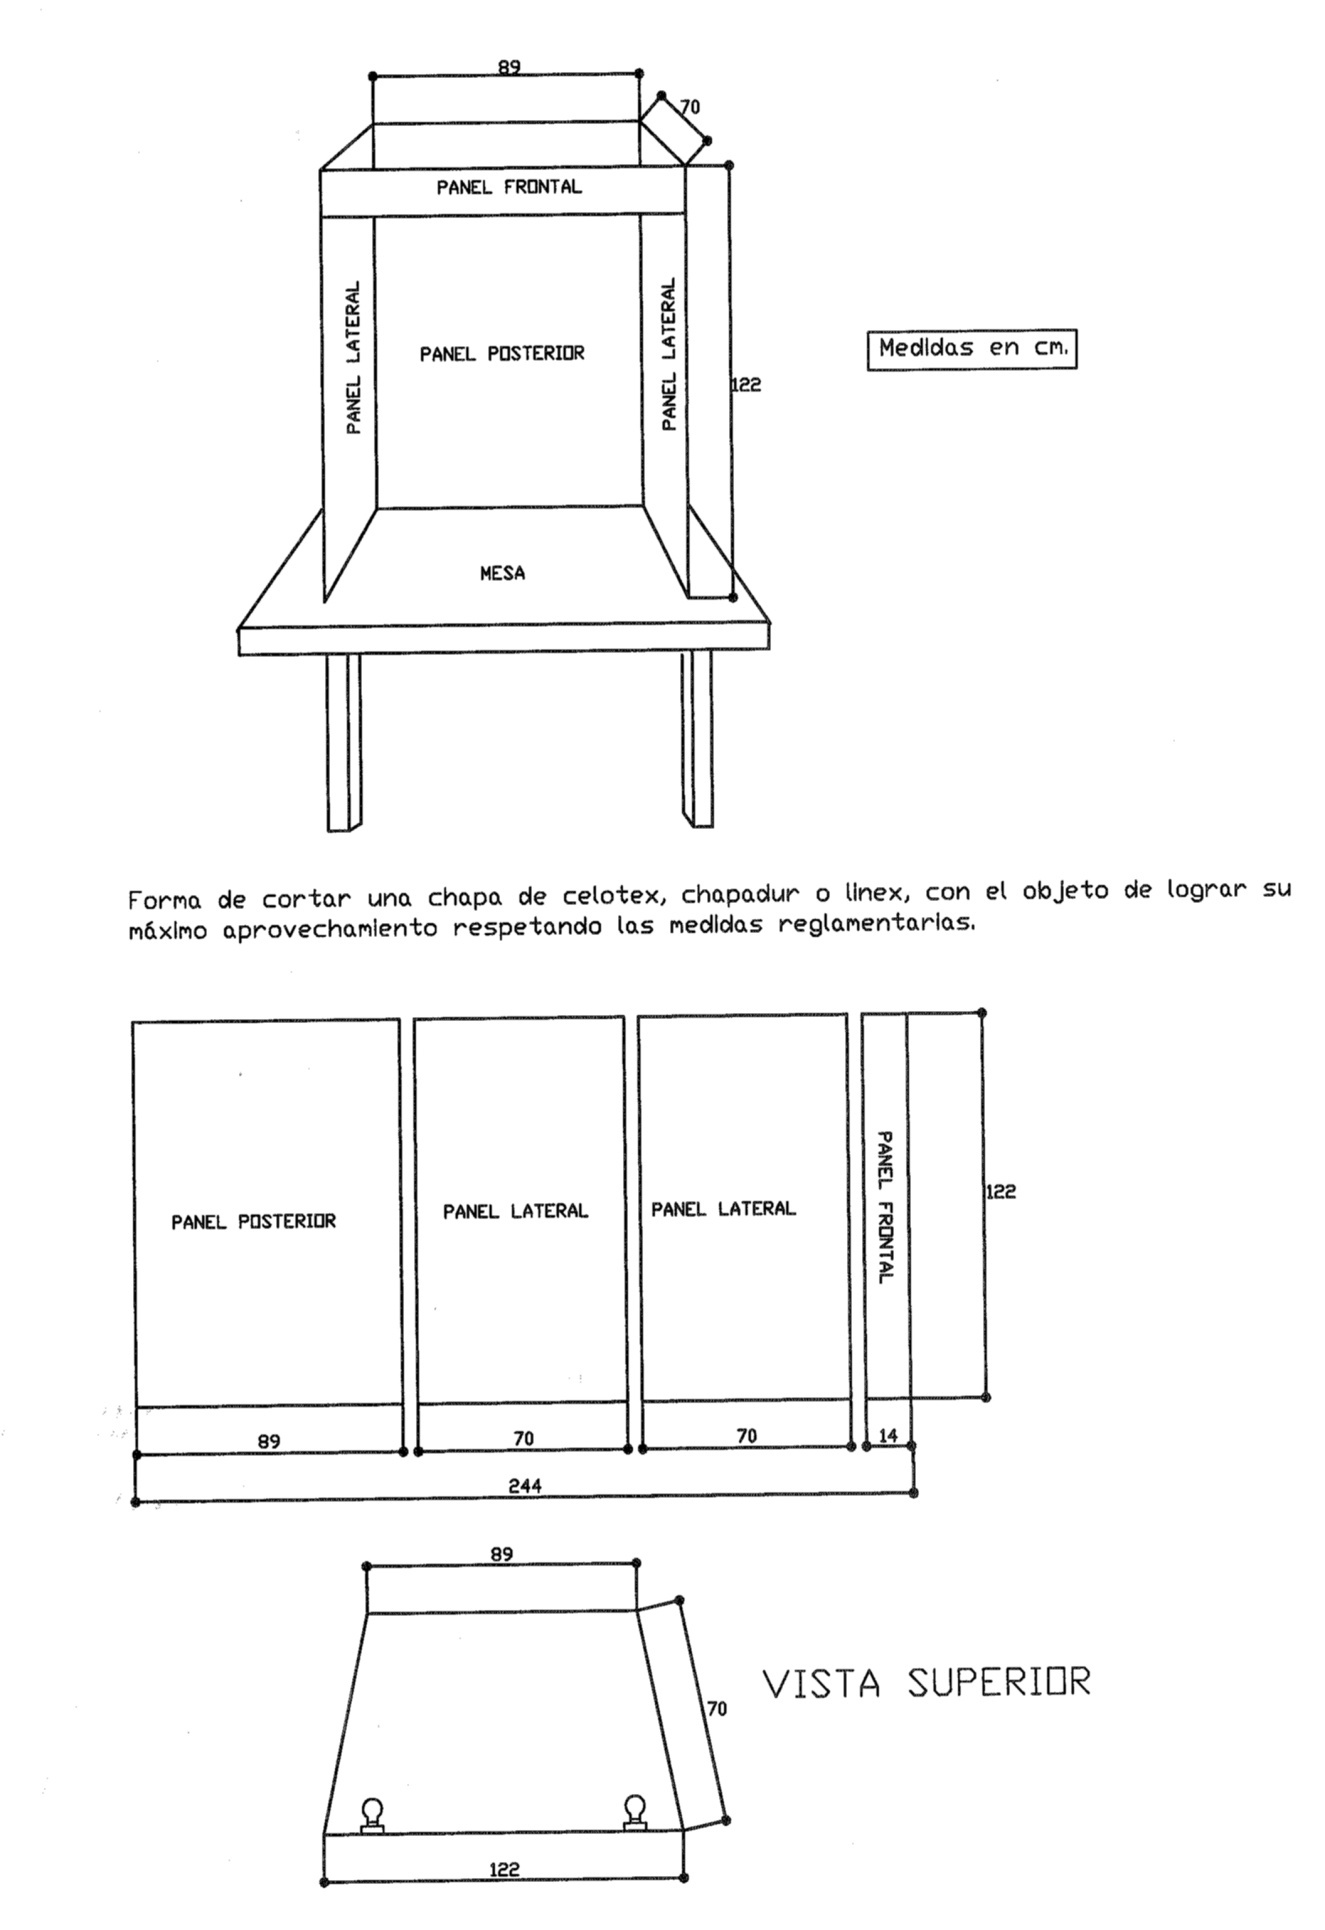 89
70
PANEL FRONTAL
PANEL LATERAL
PANEL POSTERIOR
PANEL LATERAL
Medidas en cm.
122
MESA
Forma de cortar una chapa de celotex, chapadur o linex, con el objeto de lograr su
máximo aprovechamiento respetando las medidas reglamentarias.
PANEL POSTERIOR
PANEL LATERAL
PANEL LATERAL
PANEL FRONTAL
122
89
70
70
14
244
89
VISTA SUPERIOR
70
122